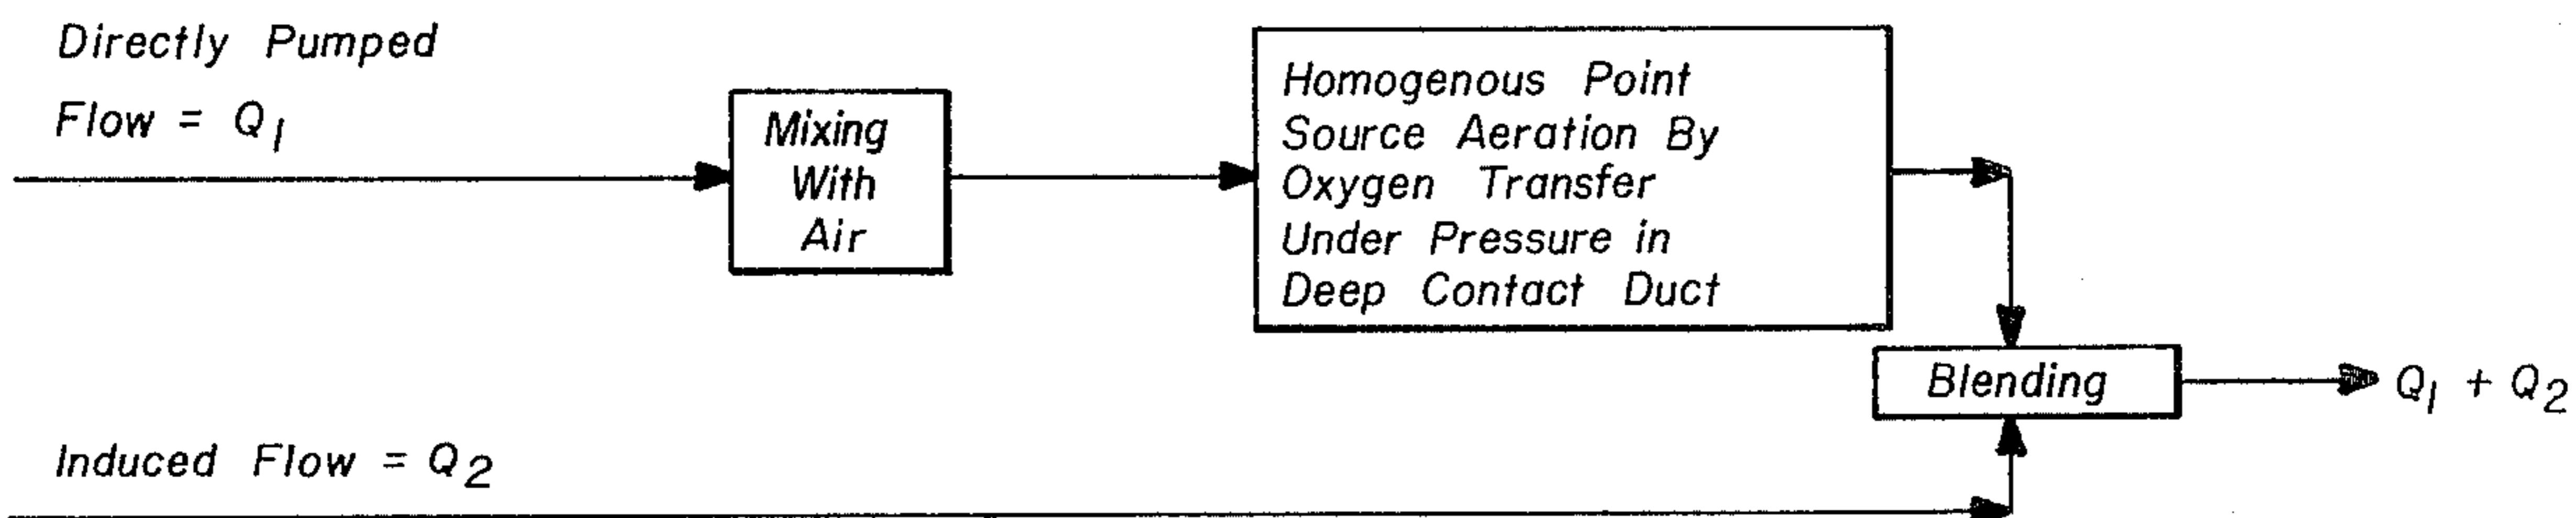 Directly Pumped
Flow = Q1
Mixing
With
Air
Homogenous Point
Source Aeration By
Oxygen Transfer
Under Pressure in
Deep Contact Duct
Blending
Q1 + Q2
Induced Flow = Q2